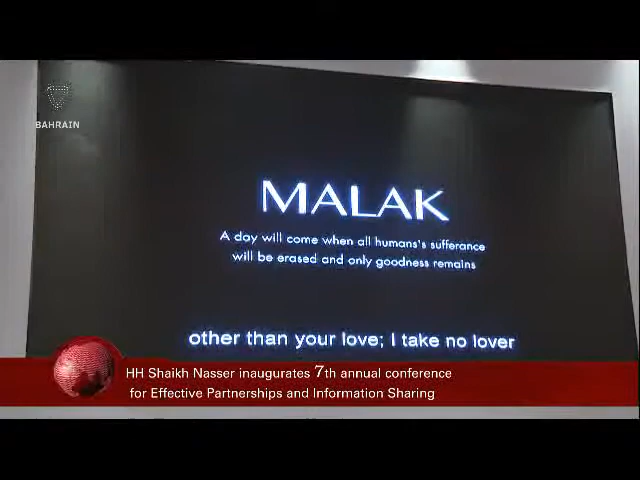 BAHRAIN
MALAK
A day will come when all humans's sufferance
will be erased and only goodness remains
other than your love; I take no lover
HH Shaikh Nasser inaugurates 7th annual conference
for Effective Partnerships and Information Sharing